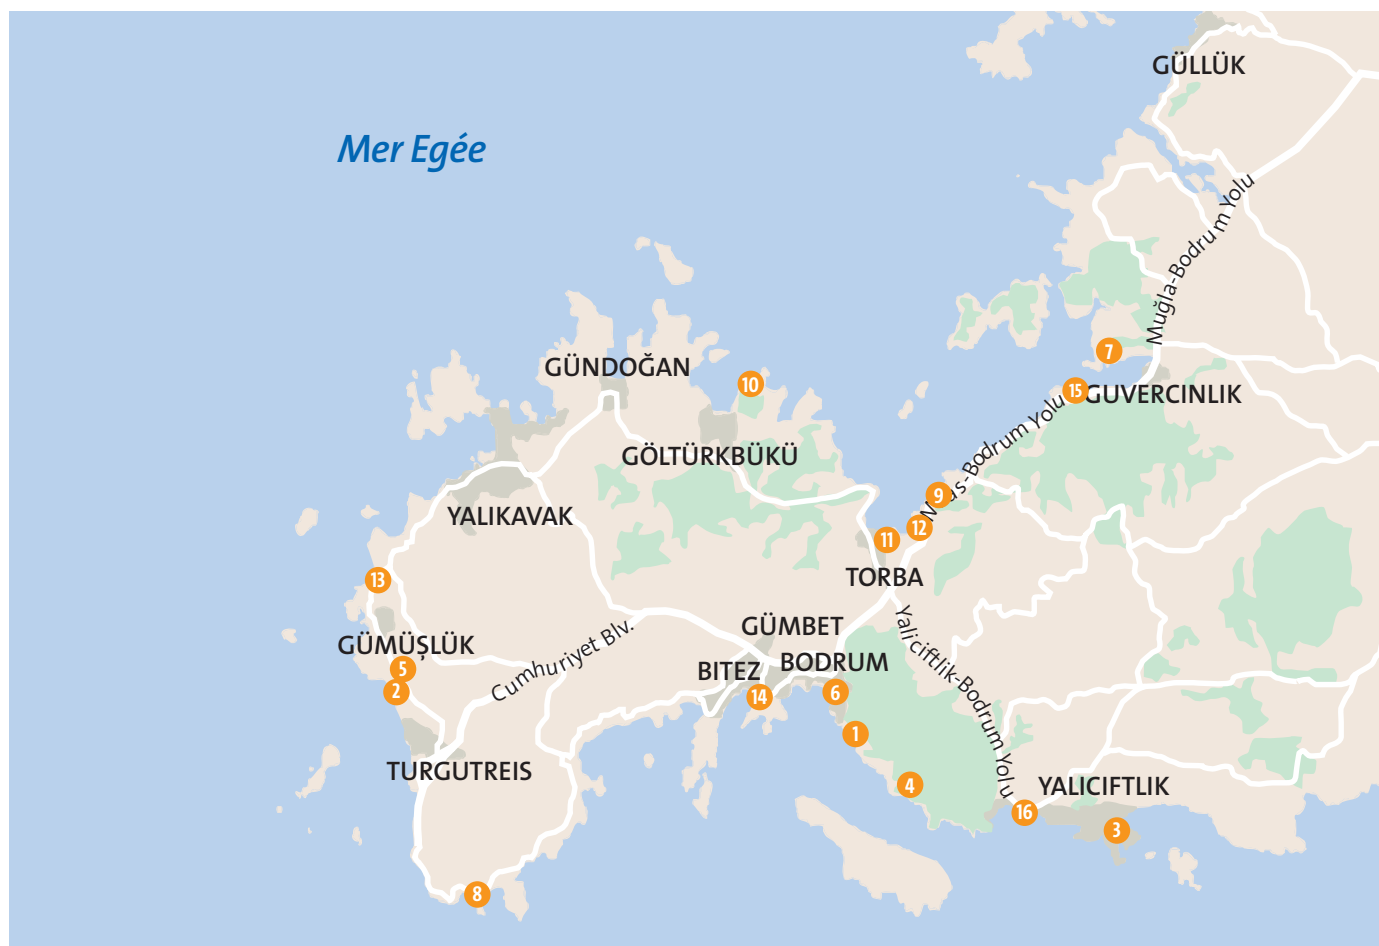 GÜLLÜK
Mer Egée
Muğla-Bodrum Yolu
7
GÜNDOĞAN
10
15
GUVERCINLIK
GÖLTÜRKBÜKÜ
-Bodrum Yolu
9
YALIKAVAK
12
11
13
TORBA
GÜMBET
Yaliciftlik-Bodrum Yolu
GÜMÜŞLÜK
Cumhuriyet Blv.
5
BITEZ
BODRUM
2
14
6
1
TURGUTREIS
4
YALICIFTLIK
16
3
8